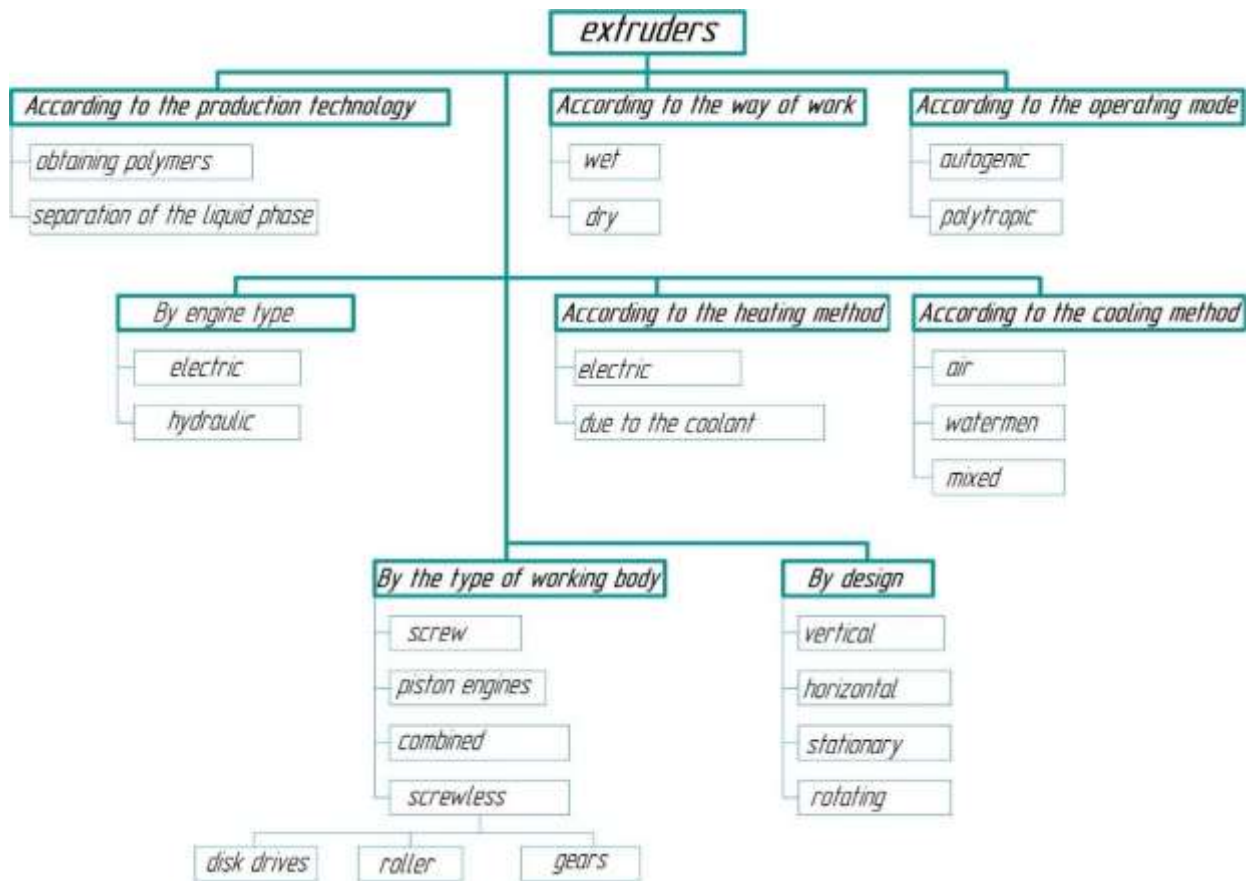 extruders
According to the production technology
obtaining polymers
separation of the liquid phase
According to the way of work
wet
dry
According to the operating mode
autogenic
polytropic
By engine type
electric
hydraulic
According to the heating method
electric
due to the coolant
According to the cooling method
air
watermen
mixed
By the type of working body
screw
piston engines
combined
screwless
disk drives
roller
gears
By design
vertical
horizontal
stationary
rotating